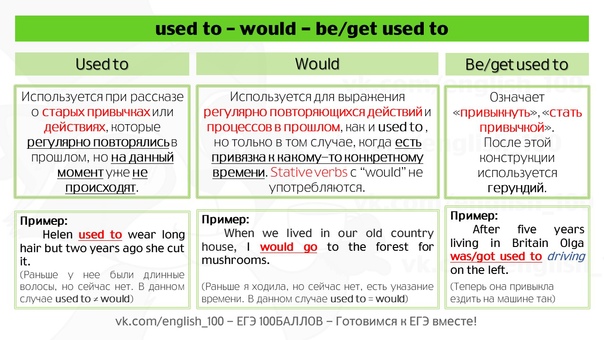 used to – would – be/get used to
Used to
Используется при рассказе
о старых привычках или
действиях, которые
регулярно повторялись в
прошлом, но на данный
момент уже не
происходят.
Пример:
Helen used to wear long
hair but two years ago she cut
it.
(Раньше у нее были длинные
волосы, но сейчас нет. В данном
случае used to ≠ would)
Would
Используется для выражения
регулярно повторяющихся действий и
процессов в прошлом, как и used to ,
но только в том случае, когда есть
привязка к какому-то конкретному
времени. Stative verbs с “would” не
употребляются.
Пример:
When we lived in our old country
house, I would go to the forest for
mushrooms.
(Раньше я ходила, но сейчас нет, есть указание
времени. В данном случае used to = would)
Be/get used to
Означает
«привыкнуть», «стать
привычкой».
После этой
конструкции
используется
герундий.
Пример:
After five years
living in Britain Olga
was/got used to driving
on the left.
(Теперь она привыкла
ездить на машине так)
vk.com/english_100 – ЕГЭ 100БАЛЛОВ – Готовимся к ЕГЭ вместе!